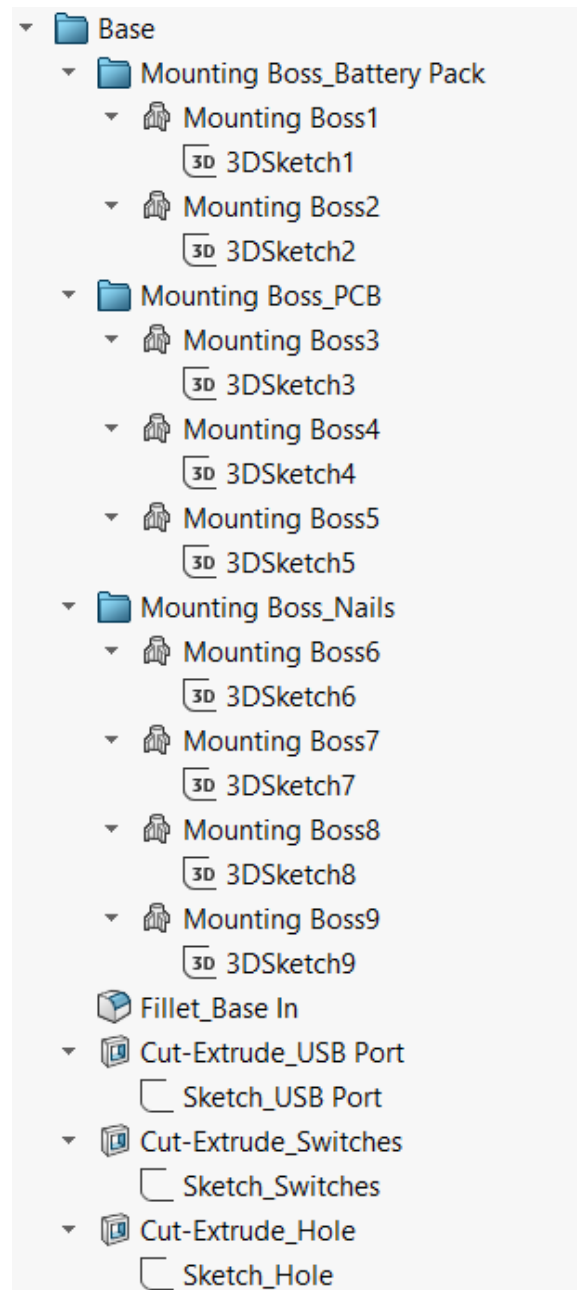 Base
Mounting Boss_Battery Pack
Mounting Boss1
3D 3DSketch1
Mounting Boss2
3D 3DSketch2
Mounting Boss_PCB
Mounting Boss3
3D 3DSketch3
Mounting Boss4
3D 3DSketch4
Mounting Boss5
3D 3DSketch5
Mounting Boss_Nails
Mounting Boss6
3D 3DSketch6
Mounting Boss7
3D 3DSketch7
Mounting Boss8
3D 3DSketch8
Mounting Boss9
3D 3DSketch9
Fillet_Base In
Cut-Extrude_USB Port
Sketch_USB Port
Cut-Extrude_Switches
Sketch_Switches
Cut-Extrude_Hole
Sketch_Hole